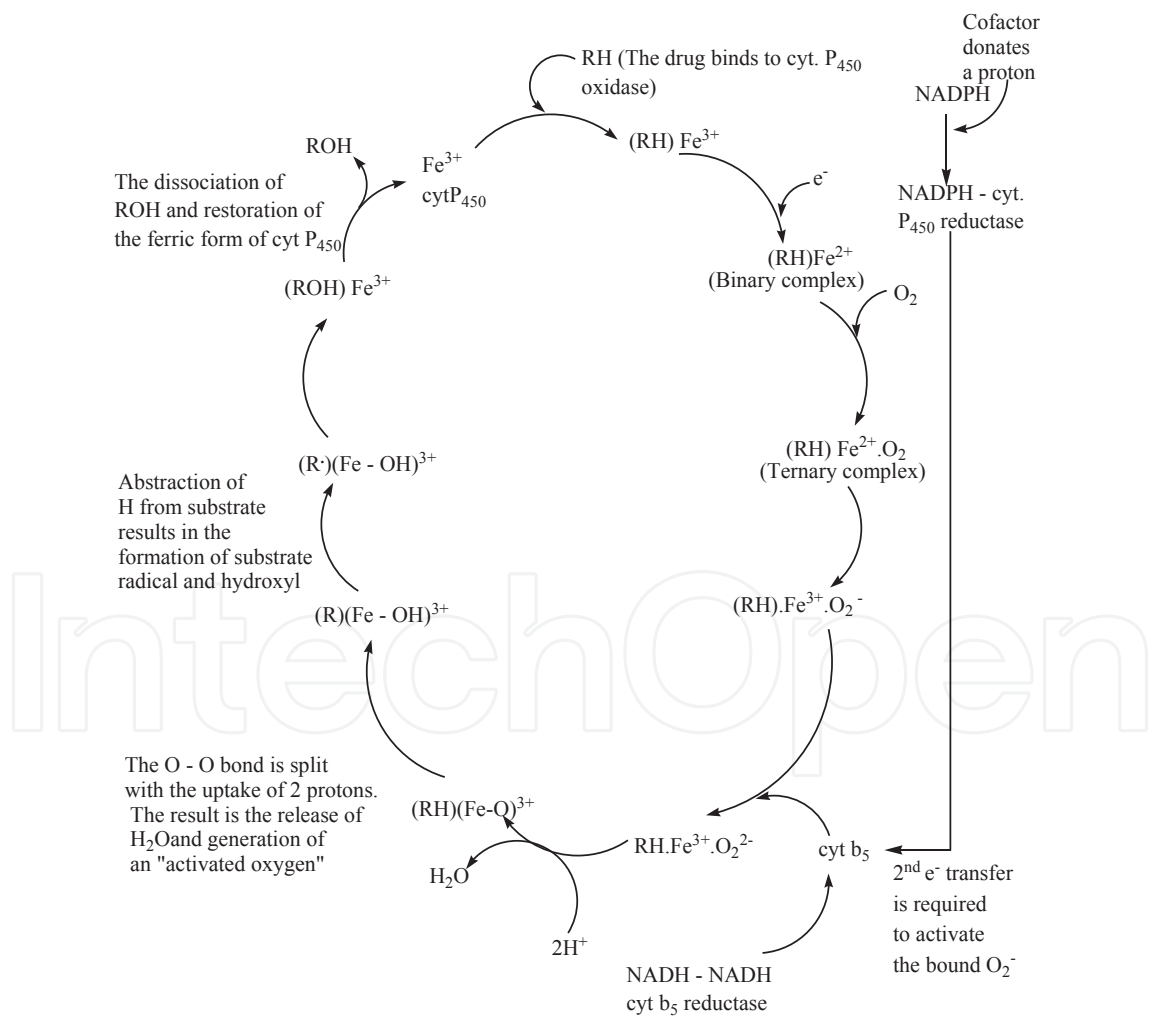 Cofactor
donates
a proton
NADPH
NADPH - cyt.
P₄₅₀ reductase
RH (The drug binds to cyt. P₄₅₀
oxidase)
(RH) Fe³⁺
e⁻
(RH)Fe²⁺
(Binary complex)
O₂
(RH) Fe²⁺.O₂
(Ternary complex)
(RH).Fe³⁺.O₂⁻
cyt b₅
2ⁿᵈ e⁻ transfer
is required
to activate
the bound O₂⁻
NADH - NADH
cyt b₅ reductase
RH.Fe³⁺.O₂²⁻
2H⁺
H₂O
(RH)(Fe-O)³⁺
The O - O bond is split
with the uptake of 2 protons.
The result is the release of
H₂Oand generation of
an "activated oxygen"
(R)(Fe - OH)³⁺
Abstraction of
H from substrate
results in the
formation of substrate
radical and hydroxyl
(R·)(Fe - OH)³⁺
(ROH) Fe³⁺
The dissociation of
ROH and restoration of
the ferric form of cyt P₄₅₀
ROH
Fe³⁺
cytP₄₅₀
IntechOpen